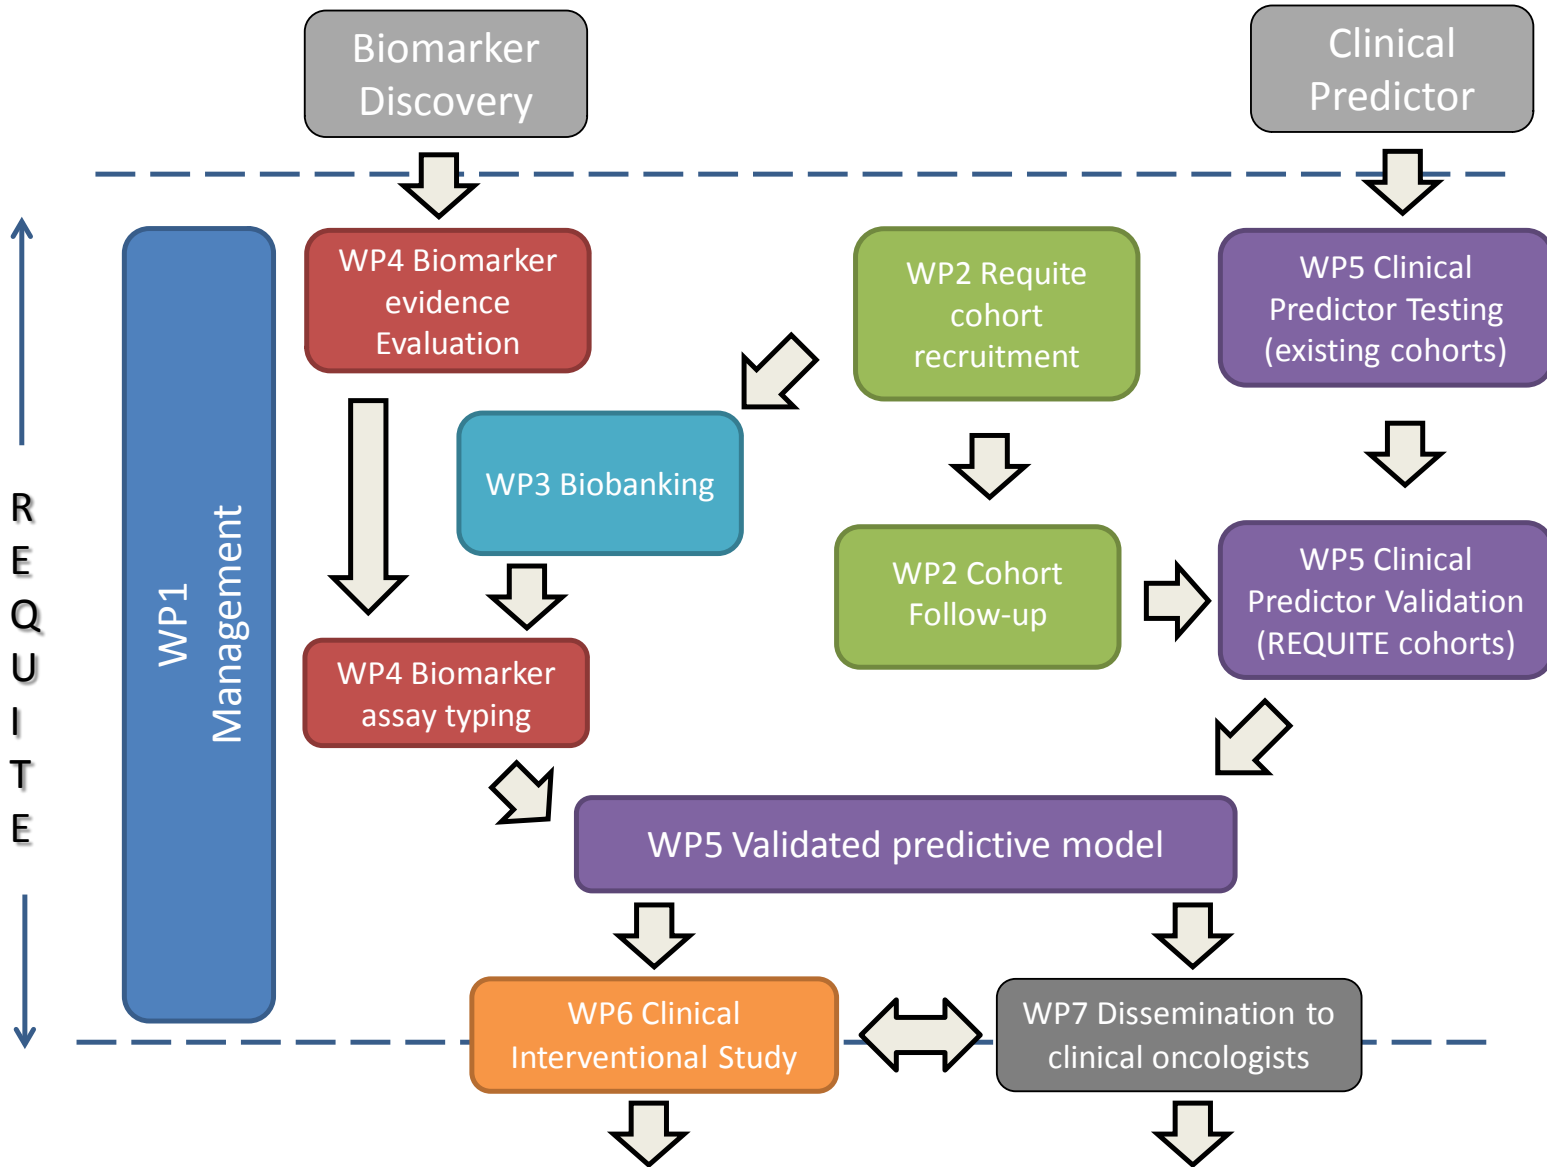 Biomarker
Discovery
Clinical
Predictor
REQUITE
WP1
Management
WP4 Biomarker
evidence
Evaluation
WP2 Requite
cohort
recruitment
WP5 Clinical
Predictor Testing
(existing cohorts)
WP3 Biobanking
WP2 Cohort
Follow-up
WP5 Clinical
Predictor Validation
(REQUITE cohorts)
WP4 Biomarker
assay typing
WP5 Validated predictive model
WP6 Clinical
Interventional Study
WP7 Dissemination to
clinical oncologists